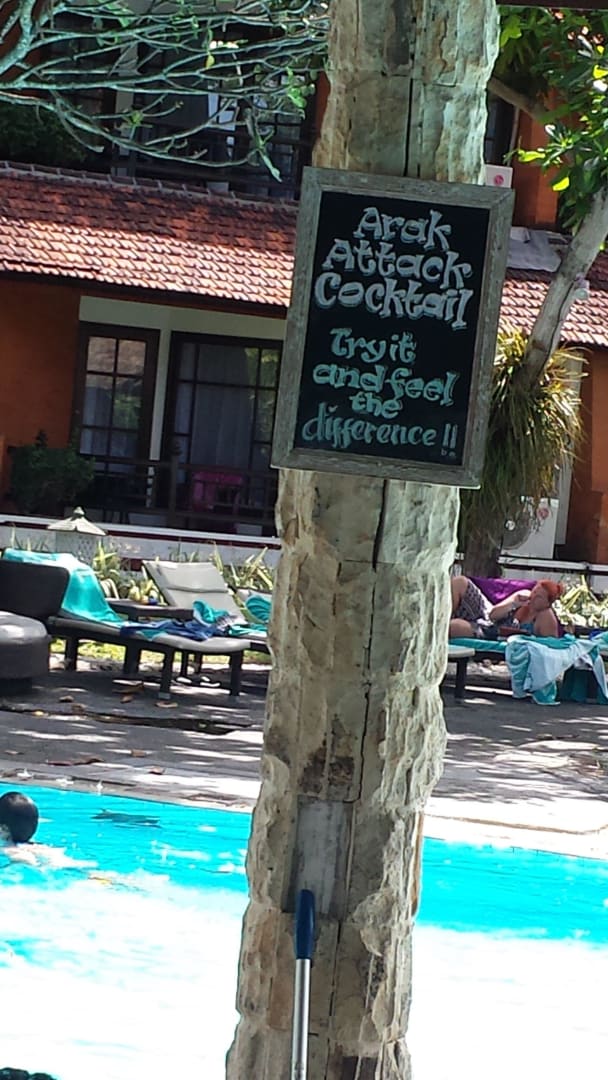 Arak
Attack
Cocktail
Try it
and feel
the
difference !!